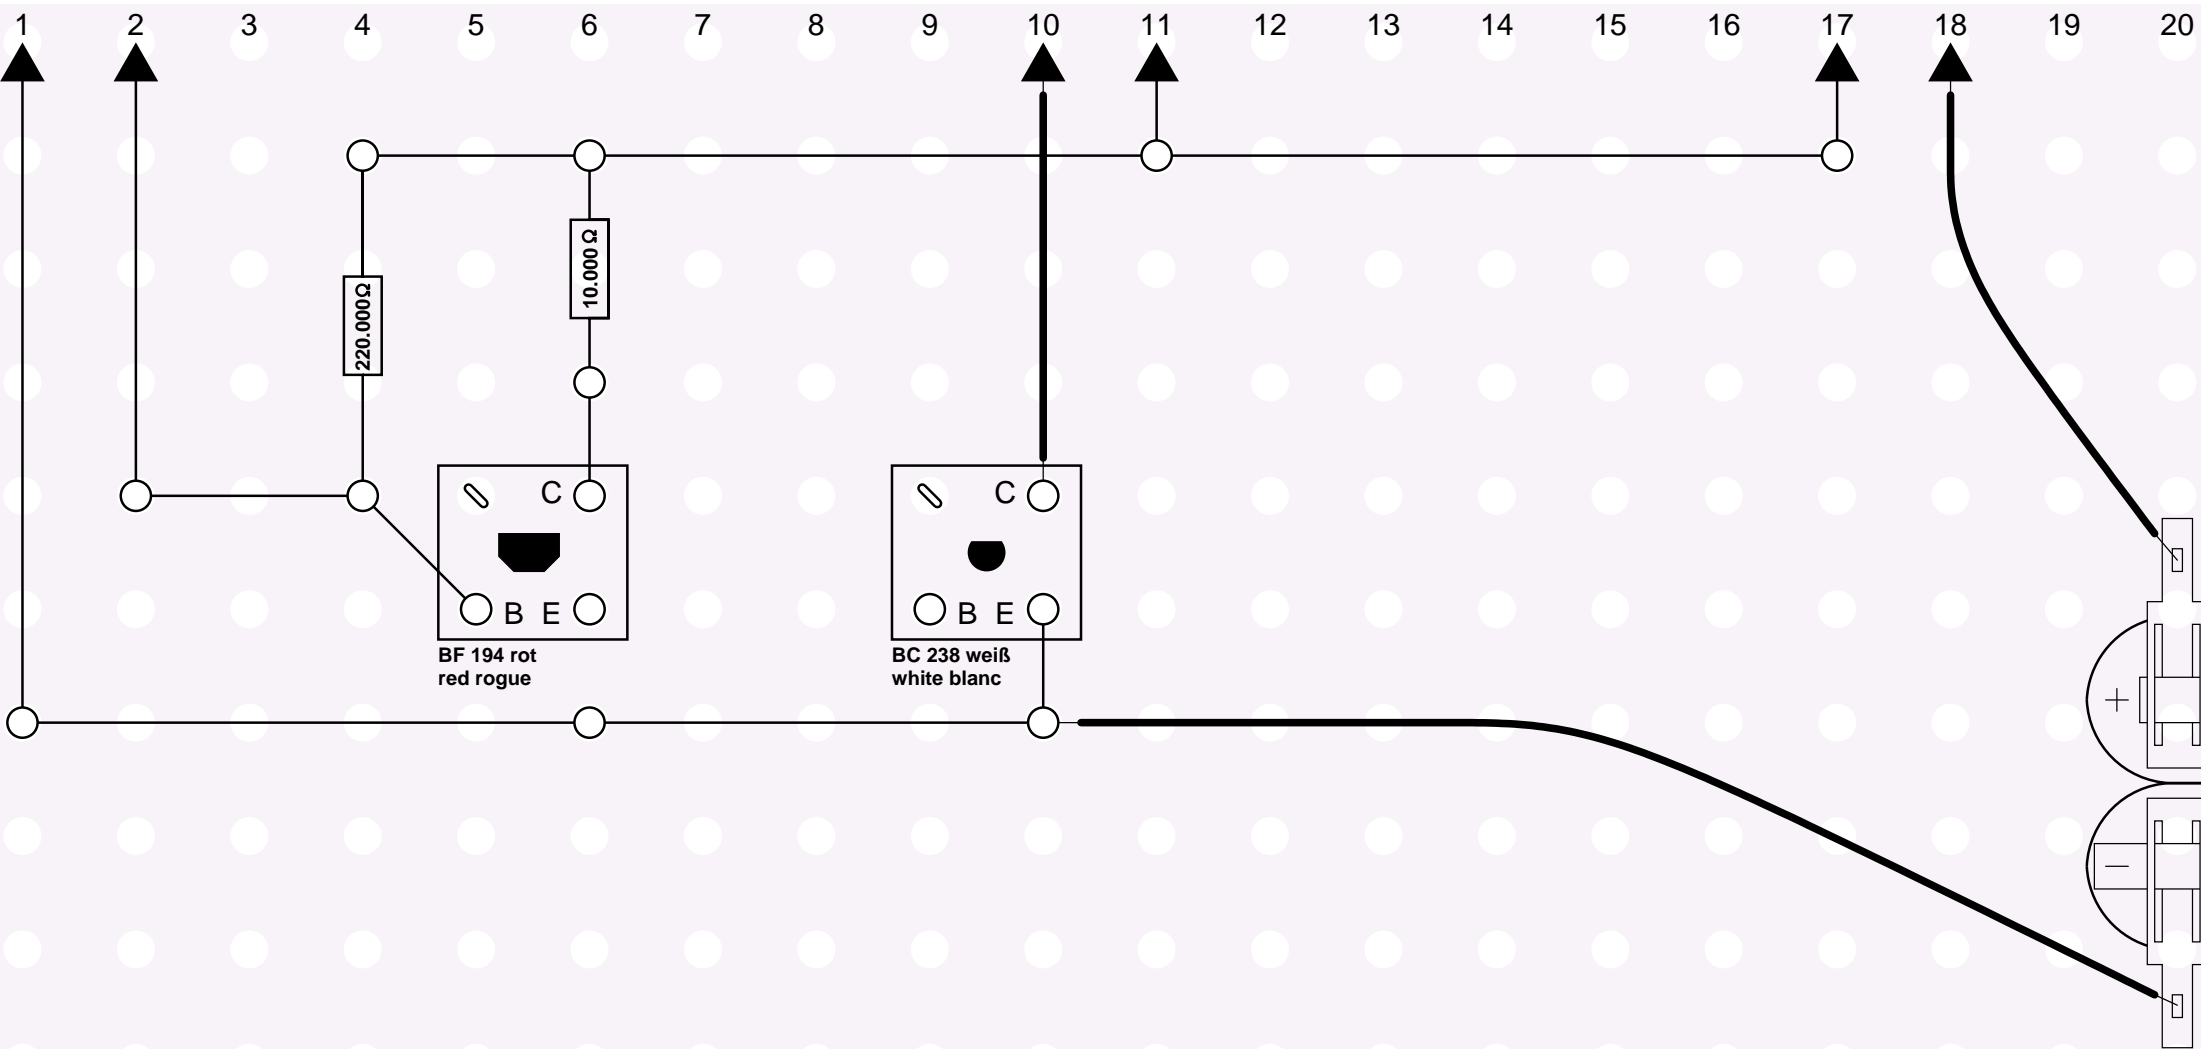 1 2 3 4 5 6 7 8 9 10 11 12 13 14 15 16 17 18 19 20
10.000 Ω
220.000Ω
C
C
B E
B E
BF 194 rot
red rogue
BC 238 weiß
white blanc
+
−